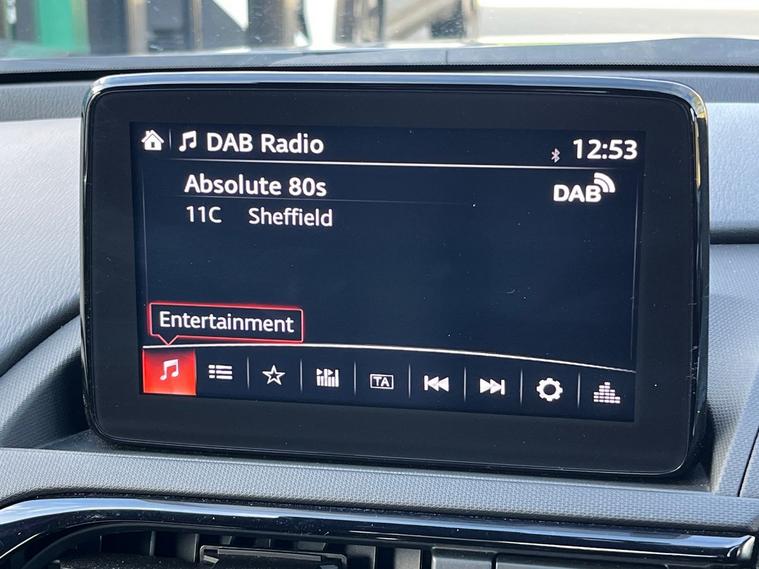 DAB Radio 12:53
Absolute 80s DAB
11C Sheffield
Entertainment
TA